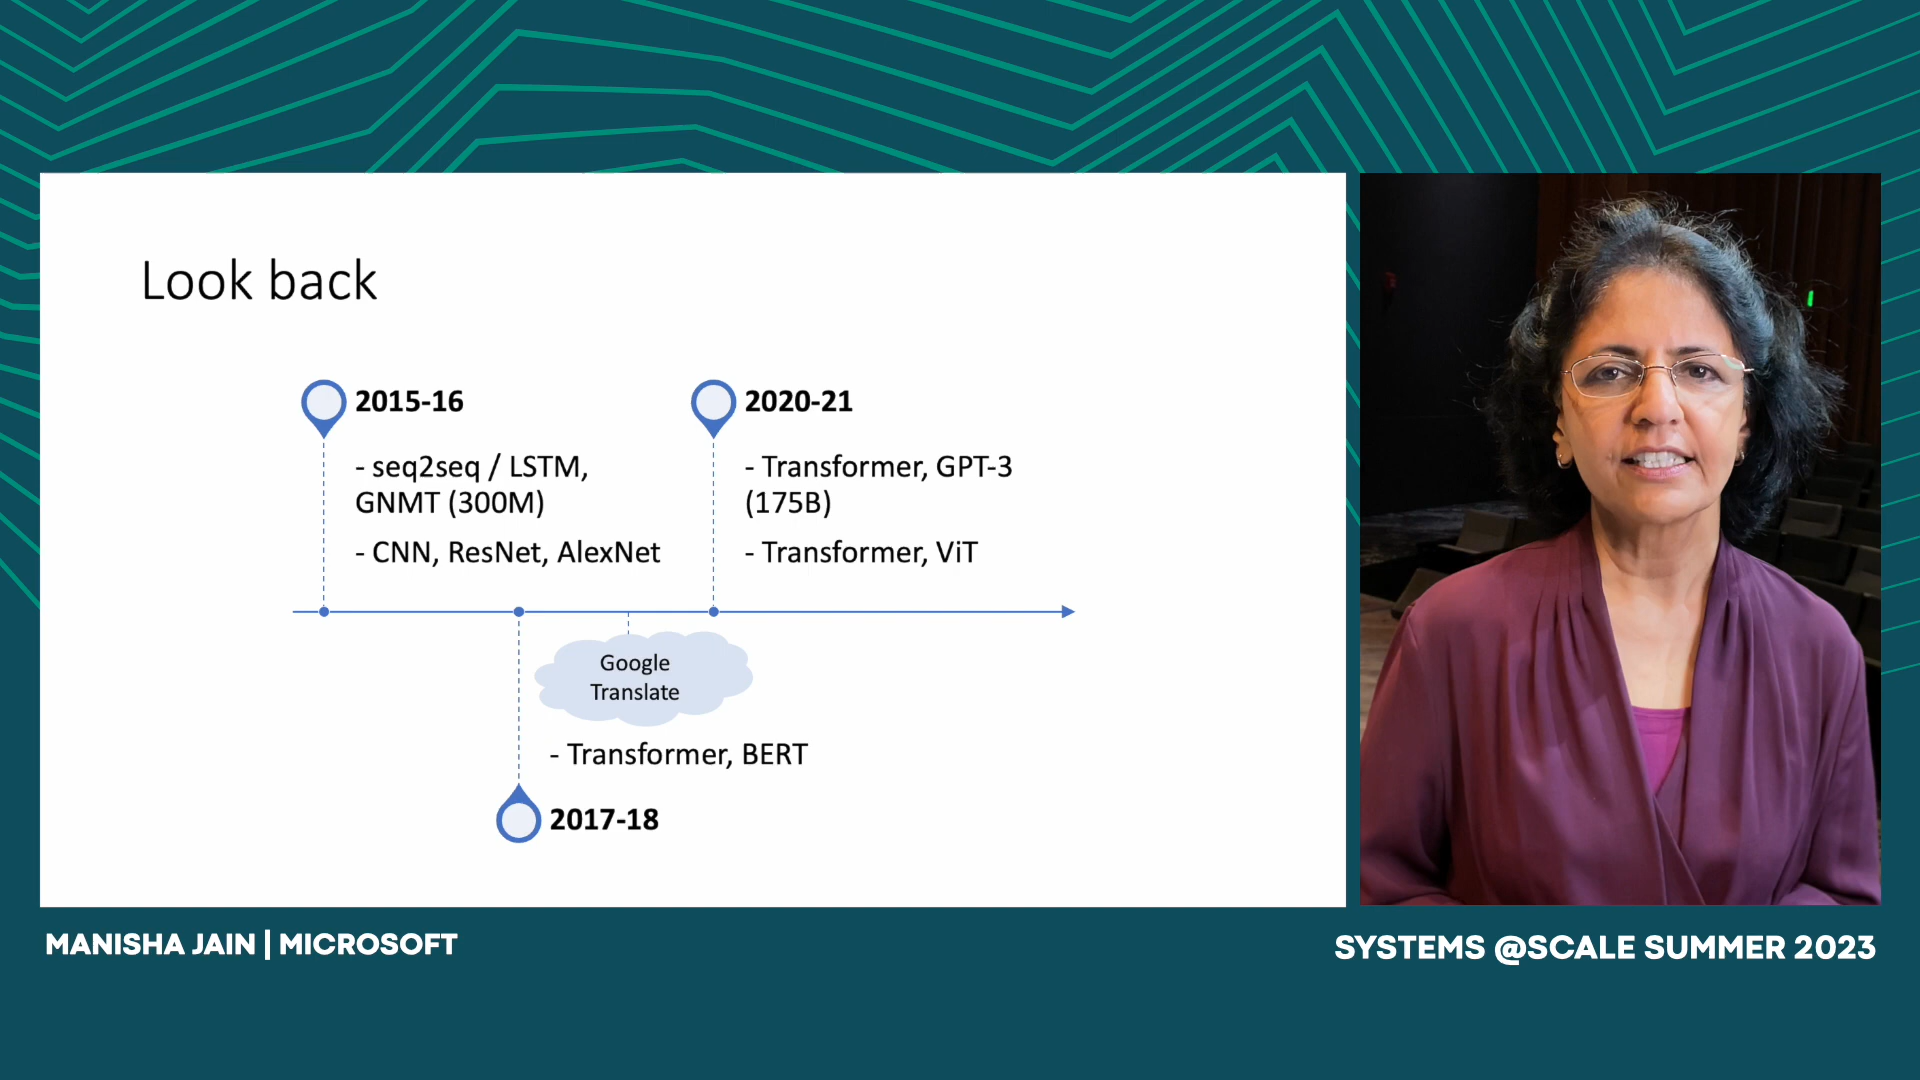 Look back
2015-16
- seq2seq / LSTM,
GNMT (300M)
- CNN, ResNet, AlexNet
2020-21
- Transformer, GPT-3
(175B)
- Transformer, ViT
Google
Translate
- Transformer, BERT
2017-18
MANISHA JAIN | MICROSOFT
SYSTEMS @SCALE SUMMER 2023